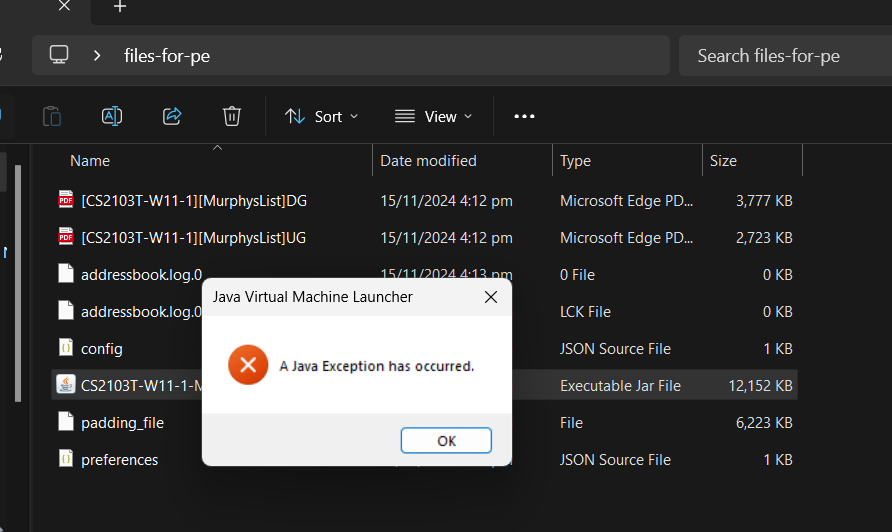 files-for-pe
Search files-for-pe
Sort
View
Name
Date modified
Type
Size
[CS2103T-W11-1][MurphysList]DG
15/11/2024 4:12 pm
Microsoft Edge PD...
3,777 KB
[CS2103T-W11-1][MurphysList]UG
15/11/2024 4:12 pm
Microsoft Edge PD...
2,723 KB
addressbook.log.0
15/11/2024 4:13 pm
0 File
0 KB
addressbook.log.0
LCK File
0 KB
config
JSON Source File
1 KB
CS2103T-W11-1-M
Executable Jar File
12,152 KB
padding_file
File
6,223 KB
preferences
JSON Source File
1 KB
Java Virtual Machine Launcher
A Java Exception has occurred.
OK